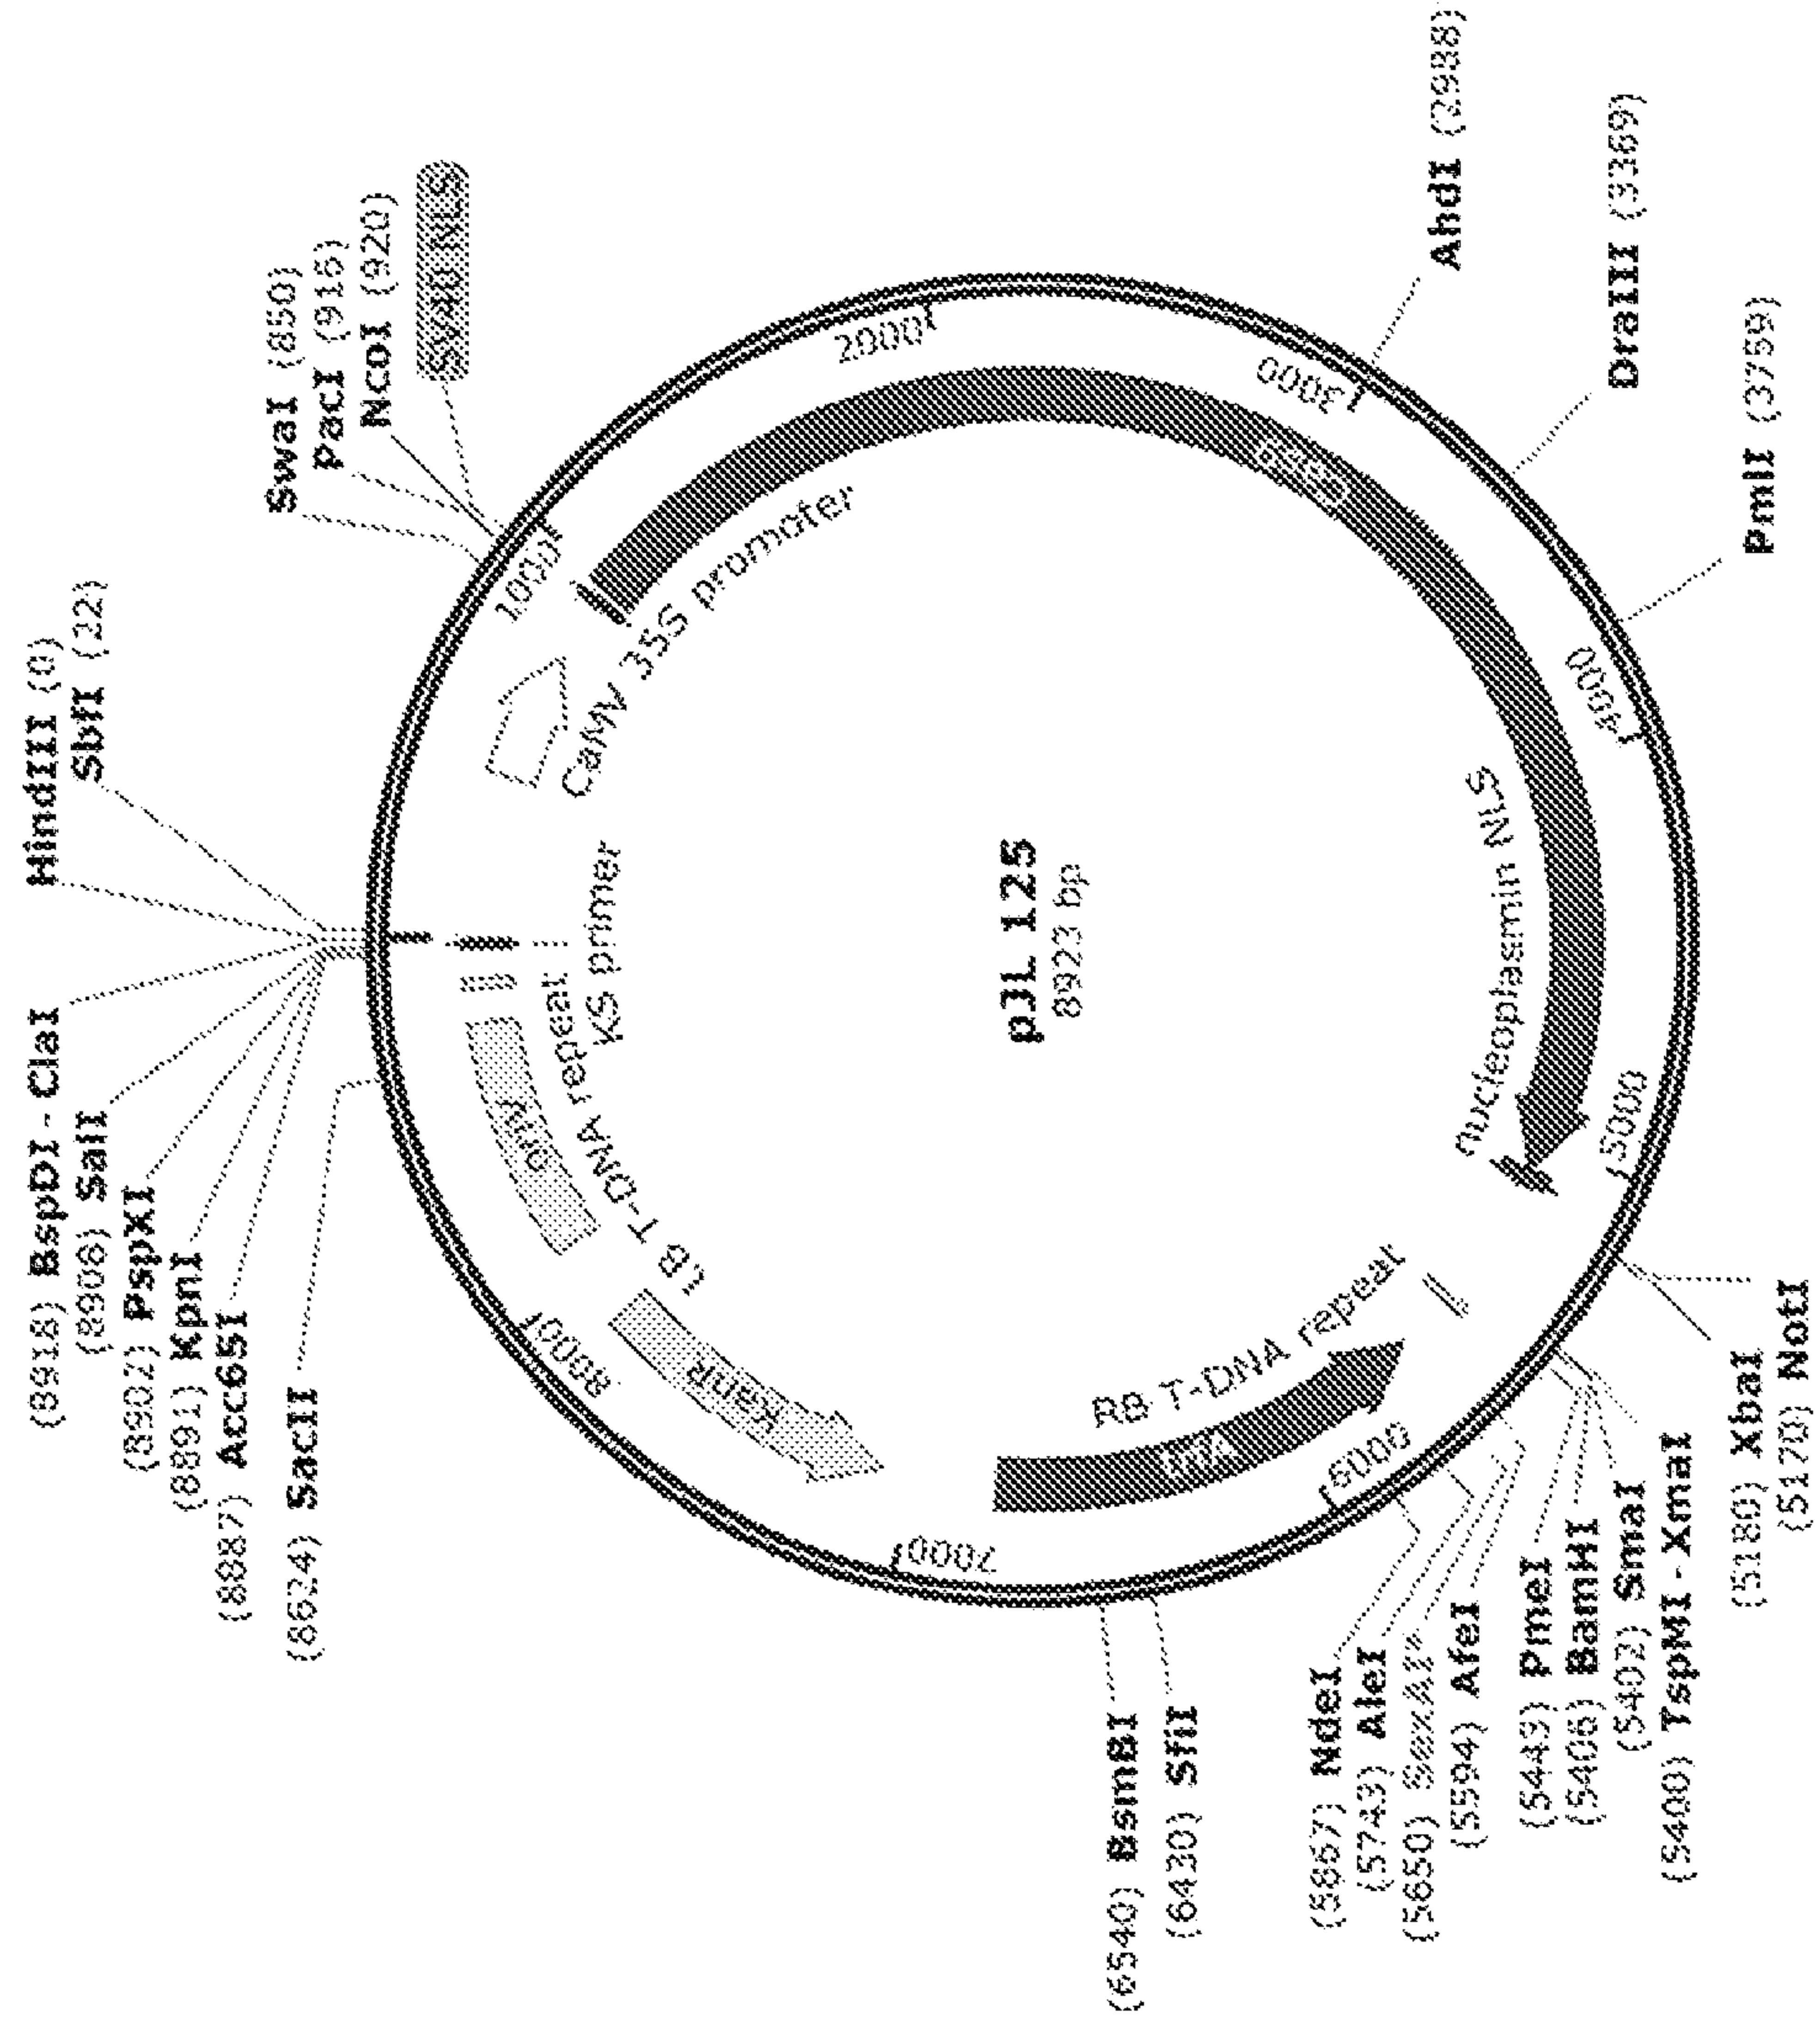 HindIII (0)
SbfI (22)
SwaI (850)
PacI (916)
NcoI (920)
SV40 NLS
AhdI (2988)
DraIII (3369)
PmlI (3759)
NotI (5170)
XbaI (5180)
TspMI - XmaI (5400)
SmaI (5402)
BamHI (5406)
PmeI (5449)
AfeI (5594)
(5650)
AleI (5743)
NdeI (5867)
SfiI (6430)
BsmBI (6540)
SacII (8624)
Acc65I (8887)
KpnI (8891)
PspXI (8902)
SalI (8906)
BspDI - ClaI (8918)
1000
2000
3000
4000
5000
6000
7000
8000
CaMV 35S promoter
nucleoplasmin NLS
RB T-DNA repeat
KanR
LB T-DNA repeat
KS primer
pJL 125
8923 bp